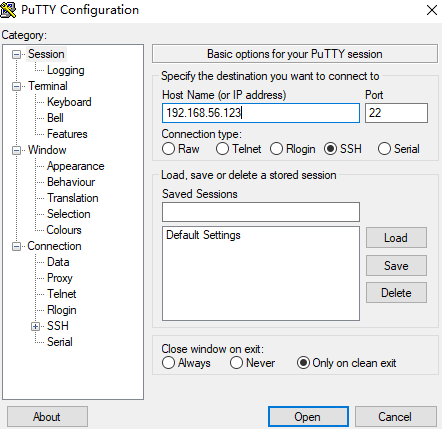 PuTTY Configuration
Category:
Session
Logging
Terminal
Keyboard
Bell
Features
Window
Appearance
Behaviour
Translation
Selection
Colours
Connection
Data
Proxy
Telnet
Rlogin
SSH
Serial
Basic options for your PuTTY session
Specify the destination you want to connect to
Host Name (or IP address) Port
192.168.56.123 22
Connection type:
Raw Telnet Rlogin SSH Serial
Load, save or delete a stored session
Saved Sessions
Default Settings
Load
Save
Delete
Close window on exit:
Always Never Only on clean exit
About Open Cancel